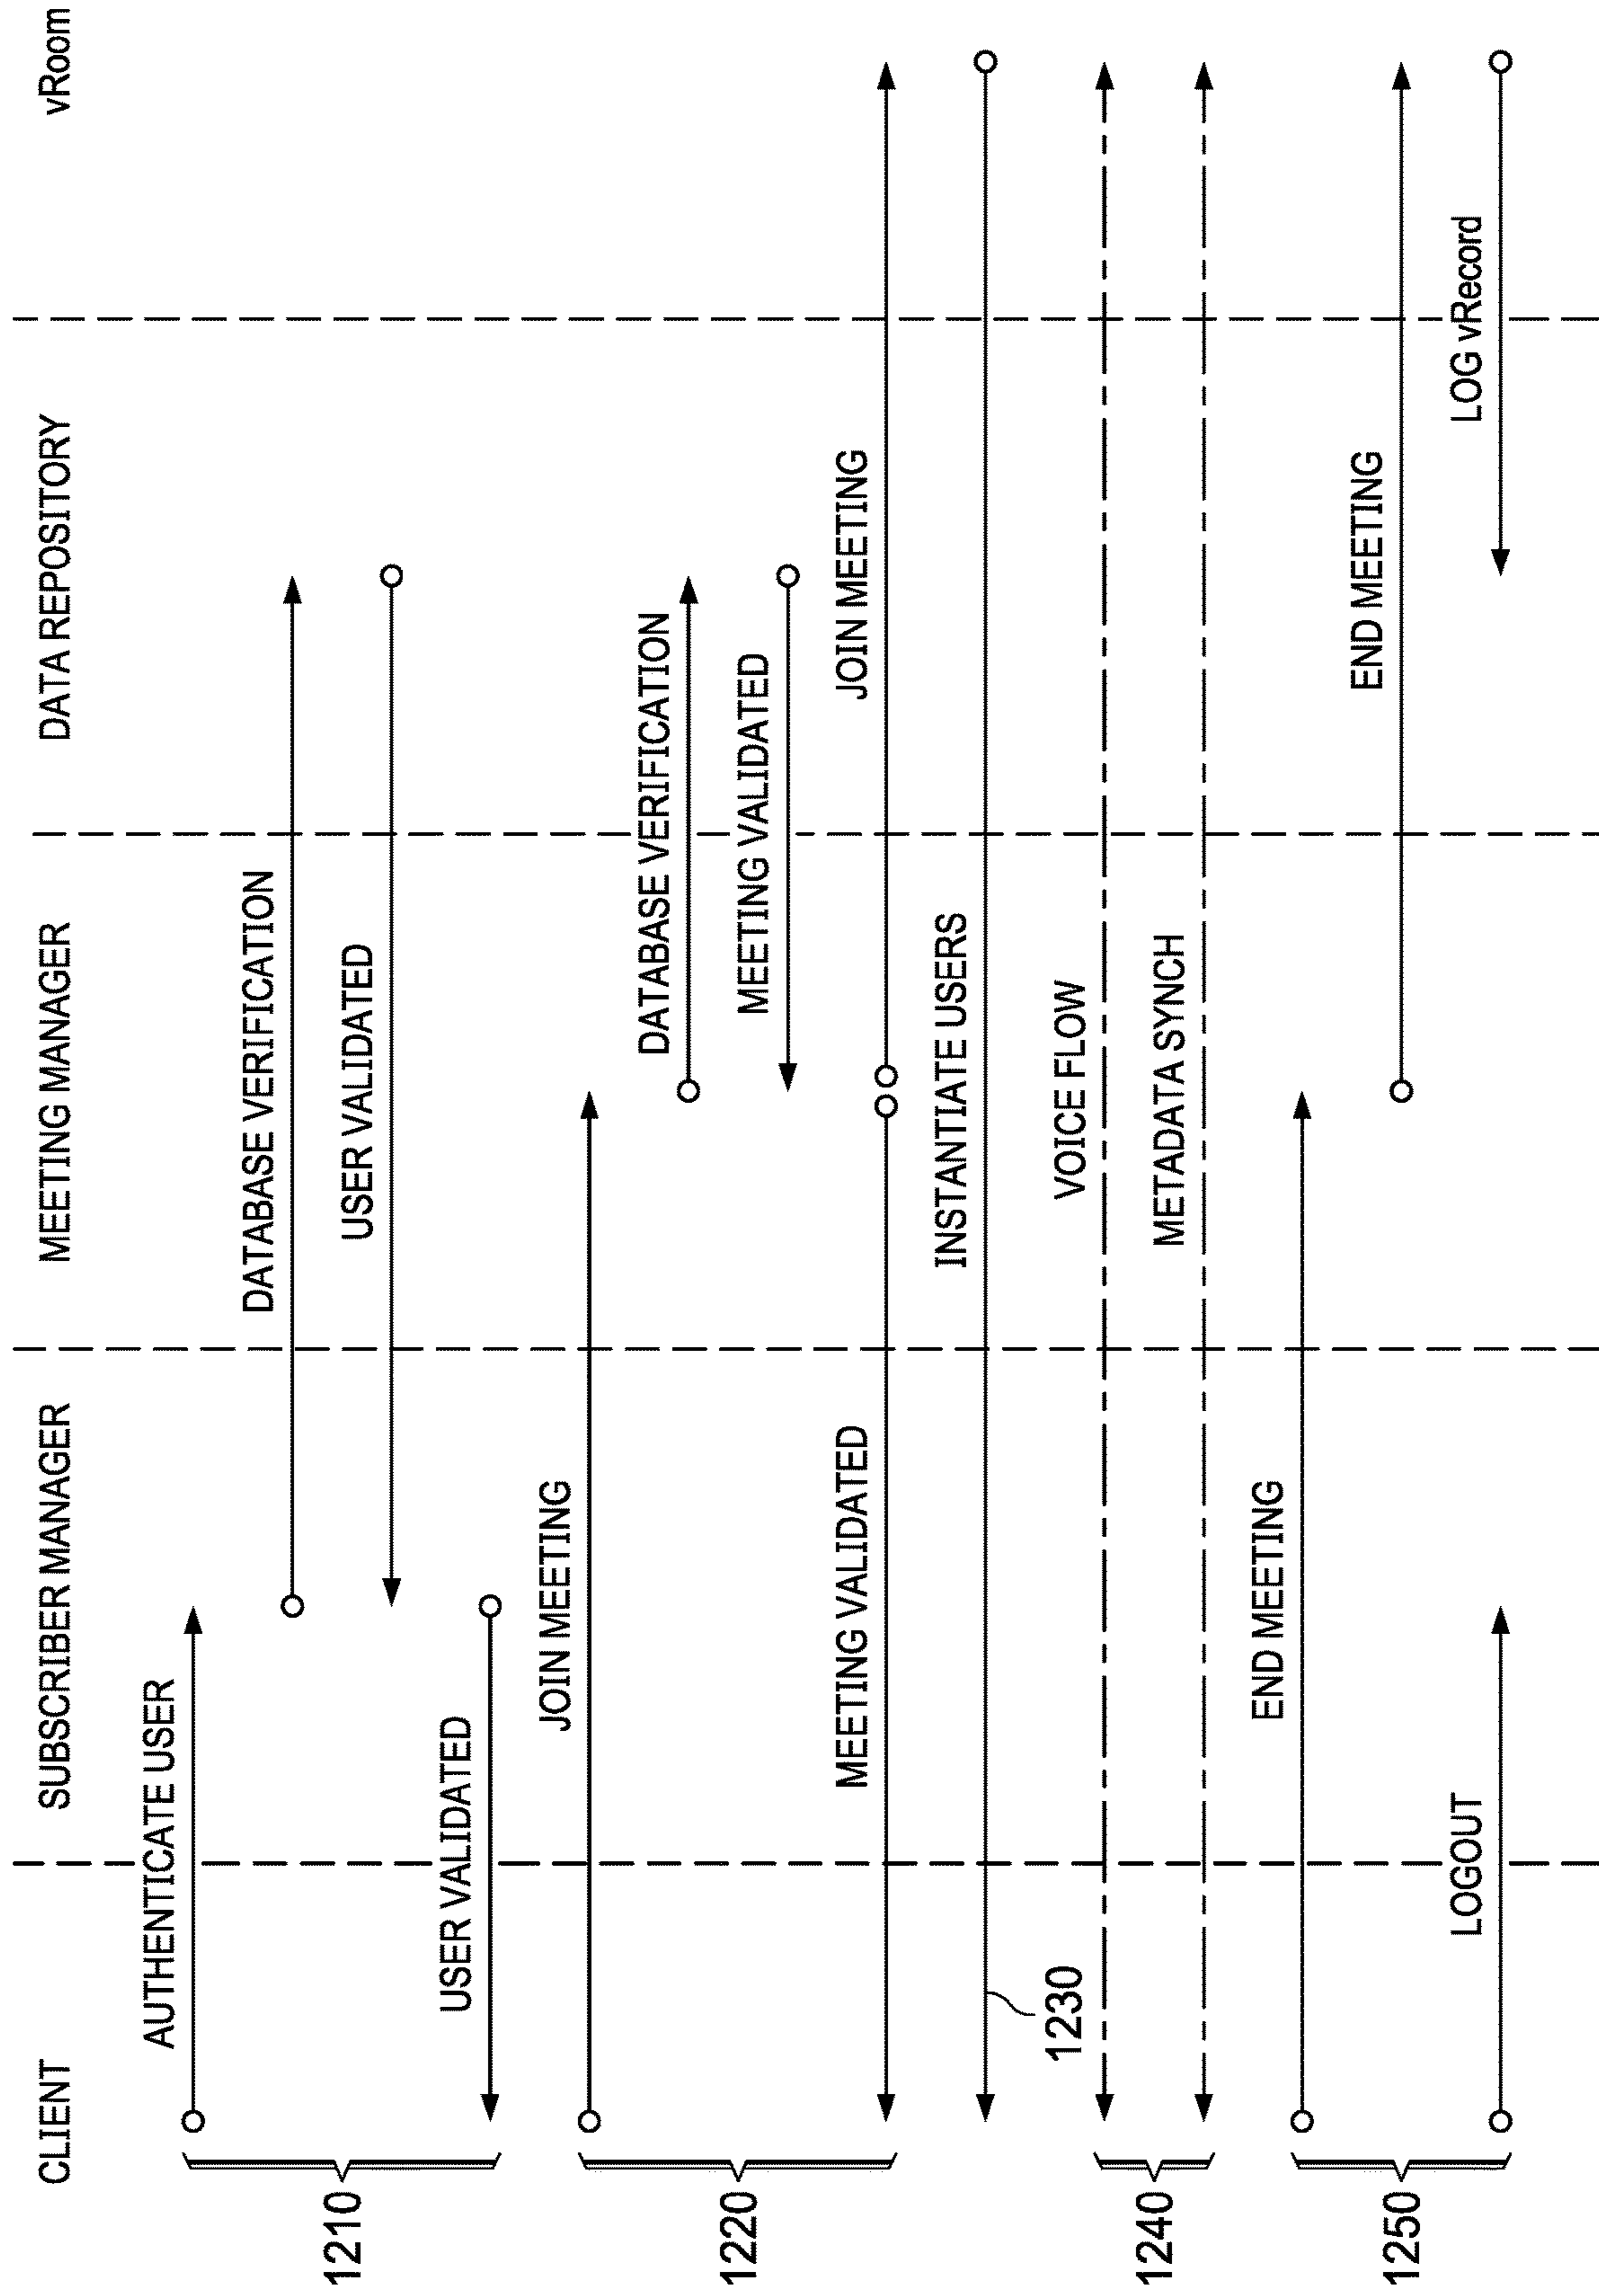 CLIENT
SUBSCRIBER MANAGER
MEETING MANAGER
DATA REPOSITORY
vRoom
1210
AUTHENTICATE USER
DATABASE VERIFICATION
USER VALIDATED
USER VALIDATED
1220
JOIN MEETING
DATABASE VERIFICATION
MEETING VALIDATED
MEETING VALIDATED
JOIN MEETING
INSTANTIATE USERS
1230
1240
VOICE FLOW
METADATA SYNCH
1250
END MEETING
END MEETING
LOGOUT
LOG vRecord